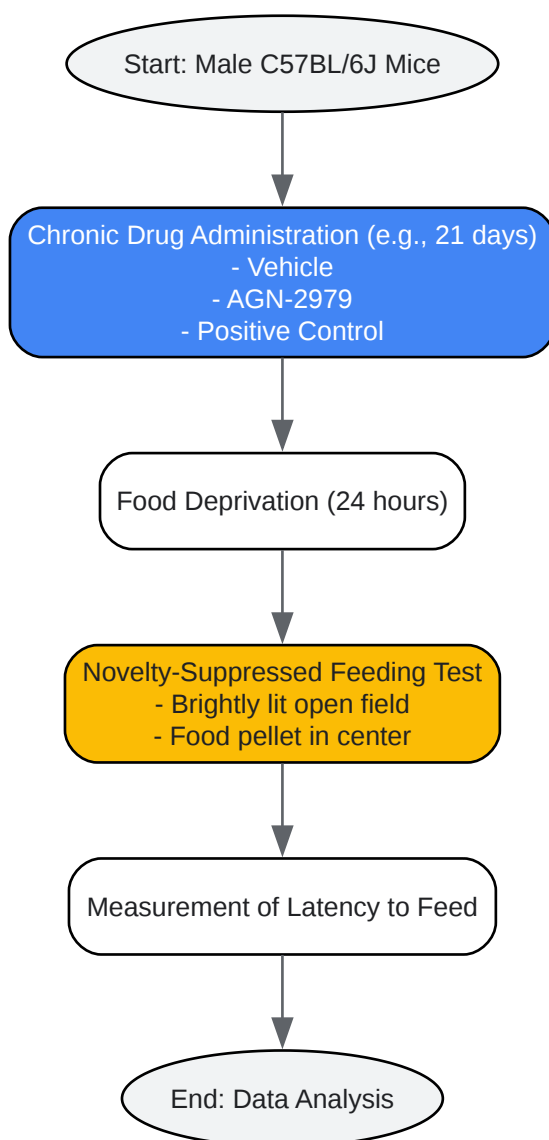 Start: Male C57BL/6J Mice
Chronic Drug Administration (e.g., 21 days)
- Vehicle
- AGN-2979
- Positive Control
Food Deprivation (24 hours)
Novelty-Suppressed Feeding Test
- Brightly lit open field
- Food pellet in center
Measurement of Latency to Feed
End: Data Analysis